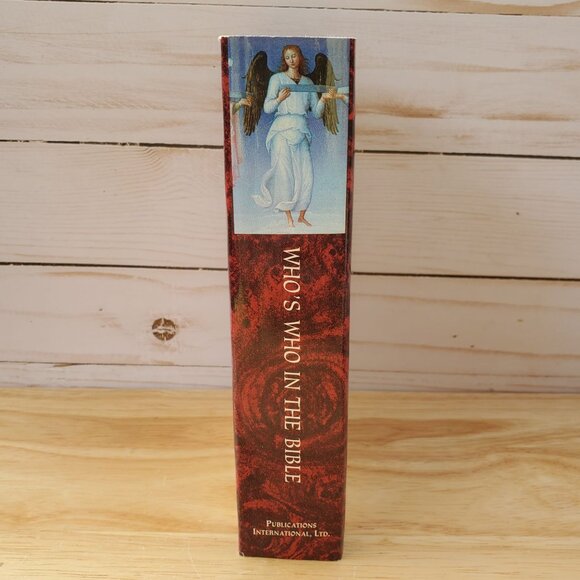 WHO'S WHO IN THE BIBLE
PUBLICATIONS
INTERNATIONAL, LTD.